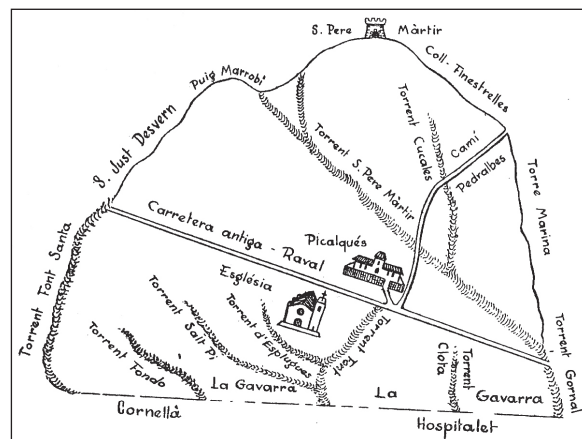 S. Pere Màrtir
Coll-Finestrelles
Puig Marrobi
Torrent Cucales
Camí
Pedralbes
Torrent S. Pere Màrtir
S. Just Desvern
Torre Marina
Carretera antiga - Raval
Picalqués
Església
Torrent Font Santa
Torrent Salt Pi
Torrent d'Esplugues
Torrent Font
Torrent Fondo
Torrent Clota
Torrent Gornal
La Gavarra
La
Gavarra
Cornellà
Hospitalet